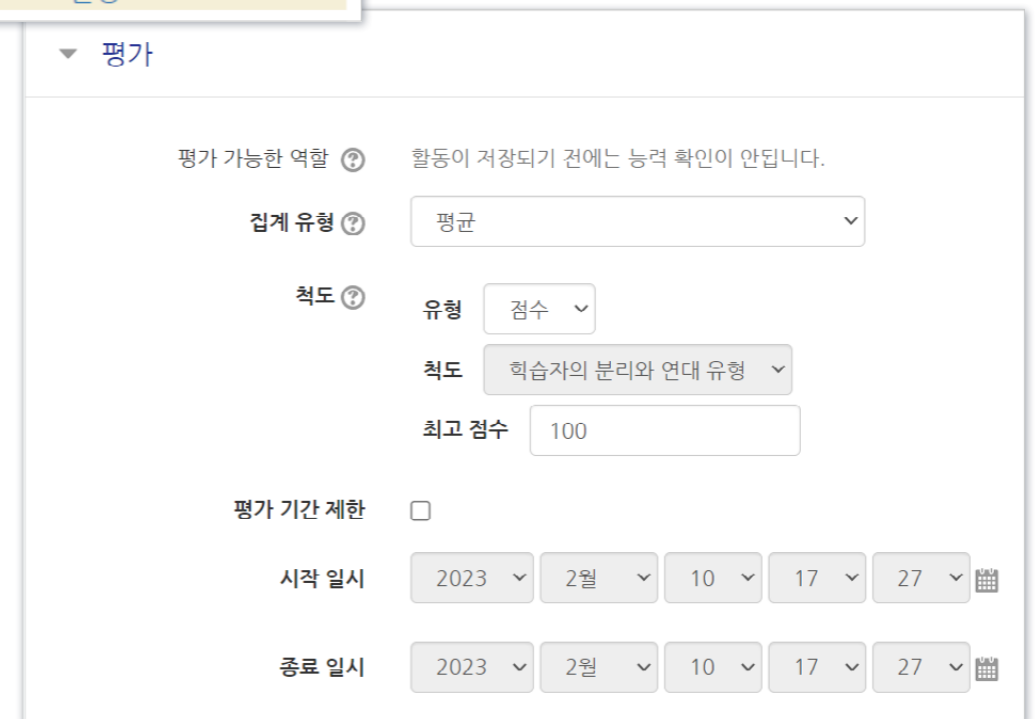 평가
평가 가능한 역할 활동이 저장되기 전에는 능력 확인이 안됩니다.
집계 유형 평균
척도
유형 점수
척도 힉습자의 분리와 연대 유형
최고 점수 100
평가 기간 제한
시작 일시 2023 2월 10 17 27
종료 일시 2023 2월 10 17 27